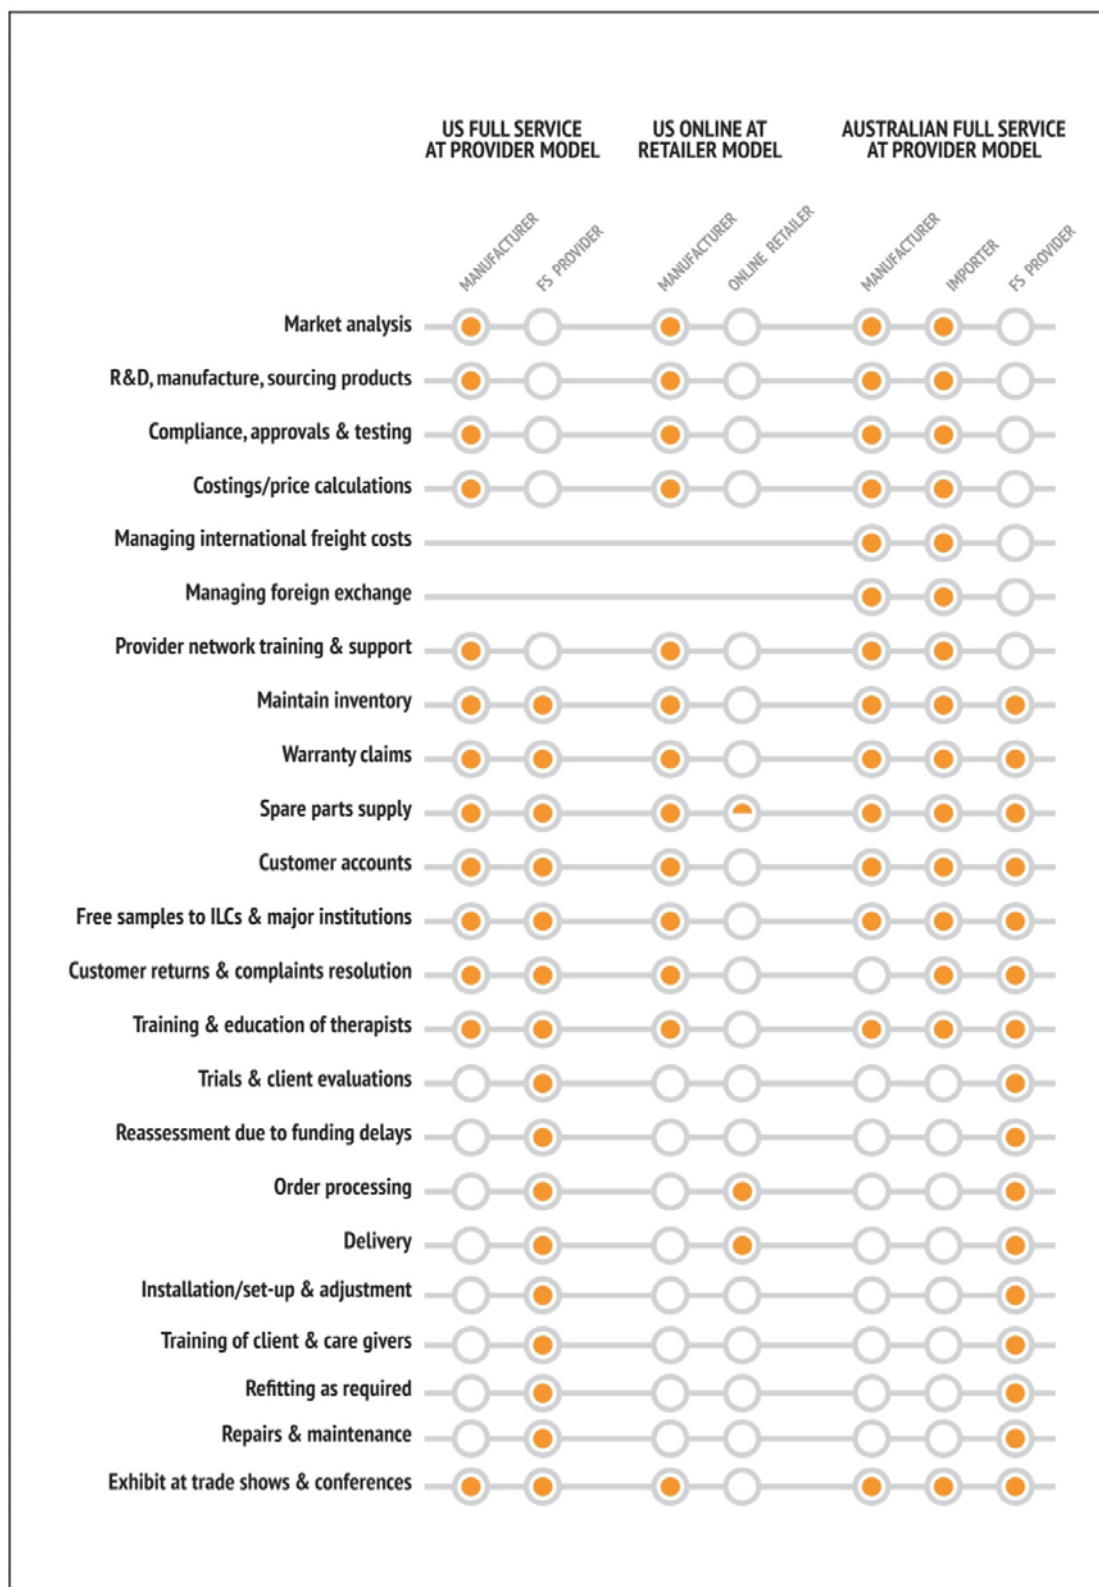 US FULL SERVICE
AT PROVIDER MODEL
US ONLINE AT
RETAILER MODEL
AUSTRALIAN FULL SERVICE
AT PROVIDER MODEL
MANUFACTURER
FS PROVIDER
MANUFACTURER
ONLINE RETAILER
MANUFACTURER
IMPORTER
FS PROVIDER
Market analysis
R&D, manufacture, sourcing products
Compliance, approvals & testing
Costings/price calculations
Managing international freight costs
Managing foreign exchange
Provider network training & support
Maintain inventory
Warranty claims
Spare parts supply
Customer accounts
Free samples to ILCs & major institutions
Customer returns & complaints resolution
Training & education of therapists
Trials & client evaluations
Reassessment due to funding delays
Order processing
Delivery
Installation/set-up & adjustment
Training of client & care givers
Refitting as required
Repairs & maintenance
Exhibit at trade shows & conferences